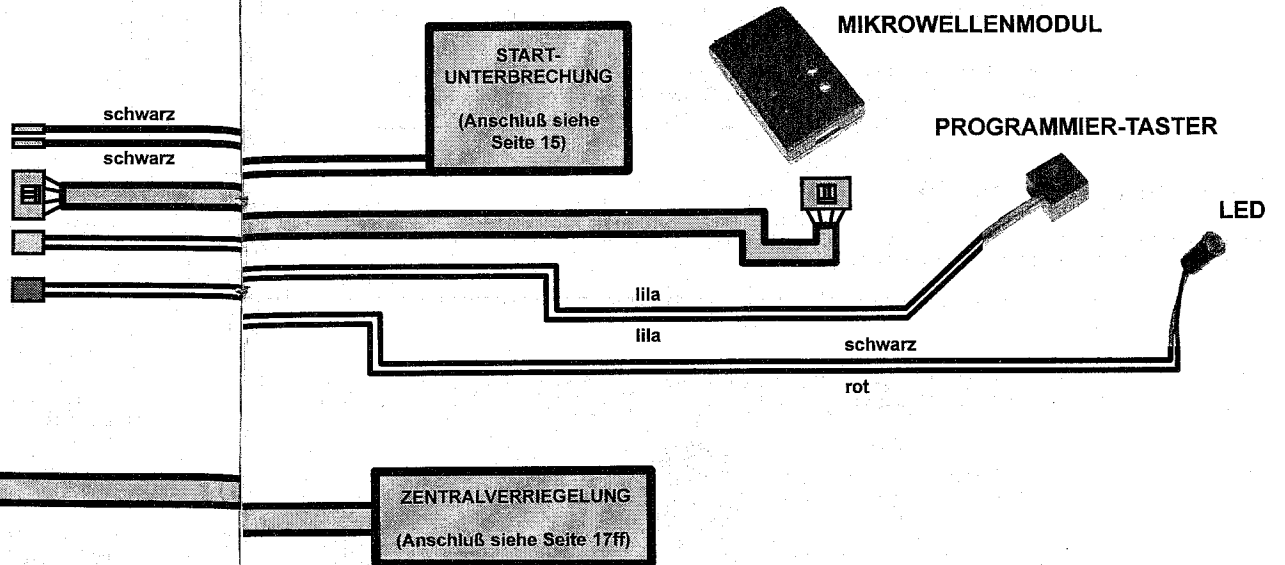 MIKROWELLENMODUL
START-
UNTERBRECHUNG
(Anschluß siehe
Seite 15)
schwarz
schwarz
PROGRAMMIER-TASTER
LED
lila
lila
schwarz
rot
ZENTRALVERRIEGELUNG
(Anschluß siehe Seite 17ff)